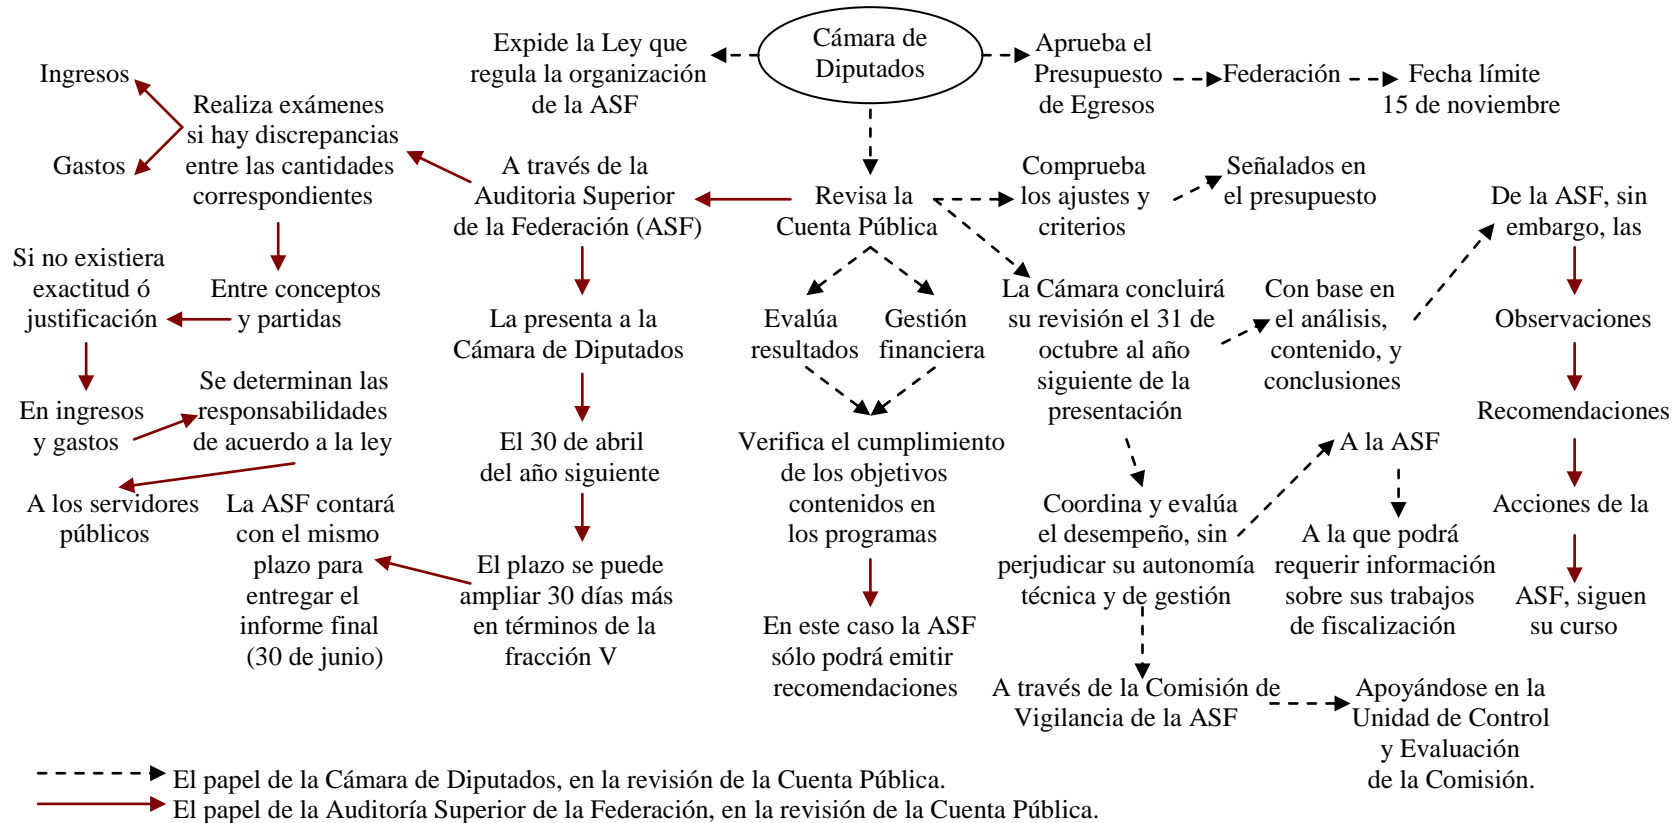 Cámara de
Diputados
Expide la Ley que
regula la organización
de la ASF
Aprueba el
Presupuesto
de Egresos
Federación
Fecha límite
15 de noviembre
Ingresos
Gastos
Realiza exámenes
si hay discrepancias
entre las cantidades
correspondientes
A través de la
Auditoria Superior
de la Federación (ASF)
Revisa la
Cuenta Pública
Comprueba
los ajustes y
criterios
Señalados en
el presupuesto
De la ASF, sin
embargo, las
Si no existiera
exactitud ó
justificación
Entre conceptos
y partidas
La presenta a la
Cámara de Diputados
Evalúa
resultados
Gestión
financiera
La Cámara concluirá
su revisión el 31 de
octubre al año
siguiente de la
presentación
Con base en
el análisis,
contenido, y
conclusiones
Observaciones
En ingresos
y gastos
Se determinan las
responsabilidades
de acuerdo a la ley
El 30 de abril
del año siguiente
Verifica el cumplimiento
de los objetivos
contenidos en
los programas
A la ASF
Recomendaciones
A los servidores
públicos
La ASF contará
con el mismo
plazo para
entregar el
informe final
(30 de junio)
El plazo se puede
ampliar 30 días más
en términos de la
fracción V
En este caso la ASF
sólo podrá emitir
recomendaciones
Coordina y evalúa
el desempeño, sin
perjudicar su autonomía
técnica y de gestión
A la que podrá
requerir información
sobre sus trabajos
de fiscalización
Acciones de la
ASF, siguen
su curso
A través de la Comisión de
Vigilancia de la ASF
Apoyándose en la
Unidad de Control
y Evaluación
de la Comisión.
El papel de la Cámara de Diputados, en la revisión de la Cuenta Pública.
El papel de la Auditoría Superior de la Federación, en la revisión de la Cuenta Pública.